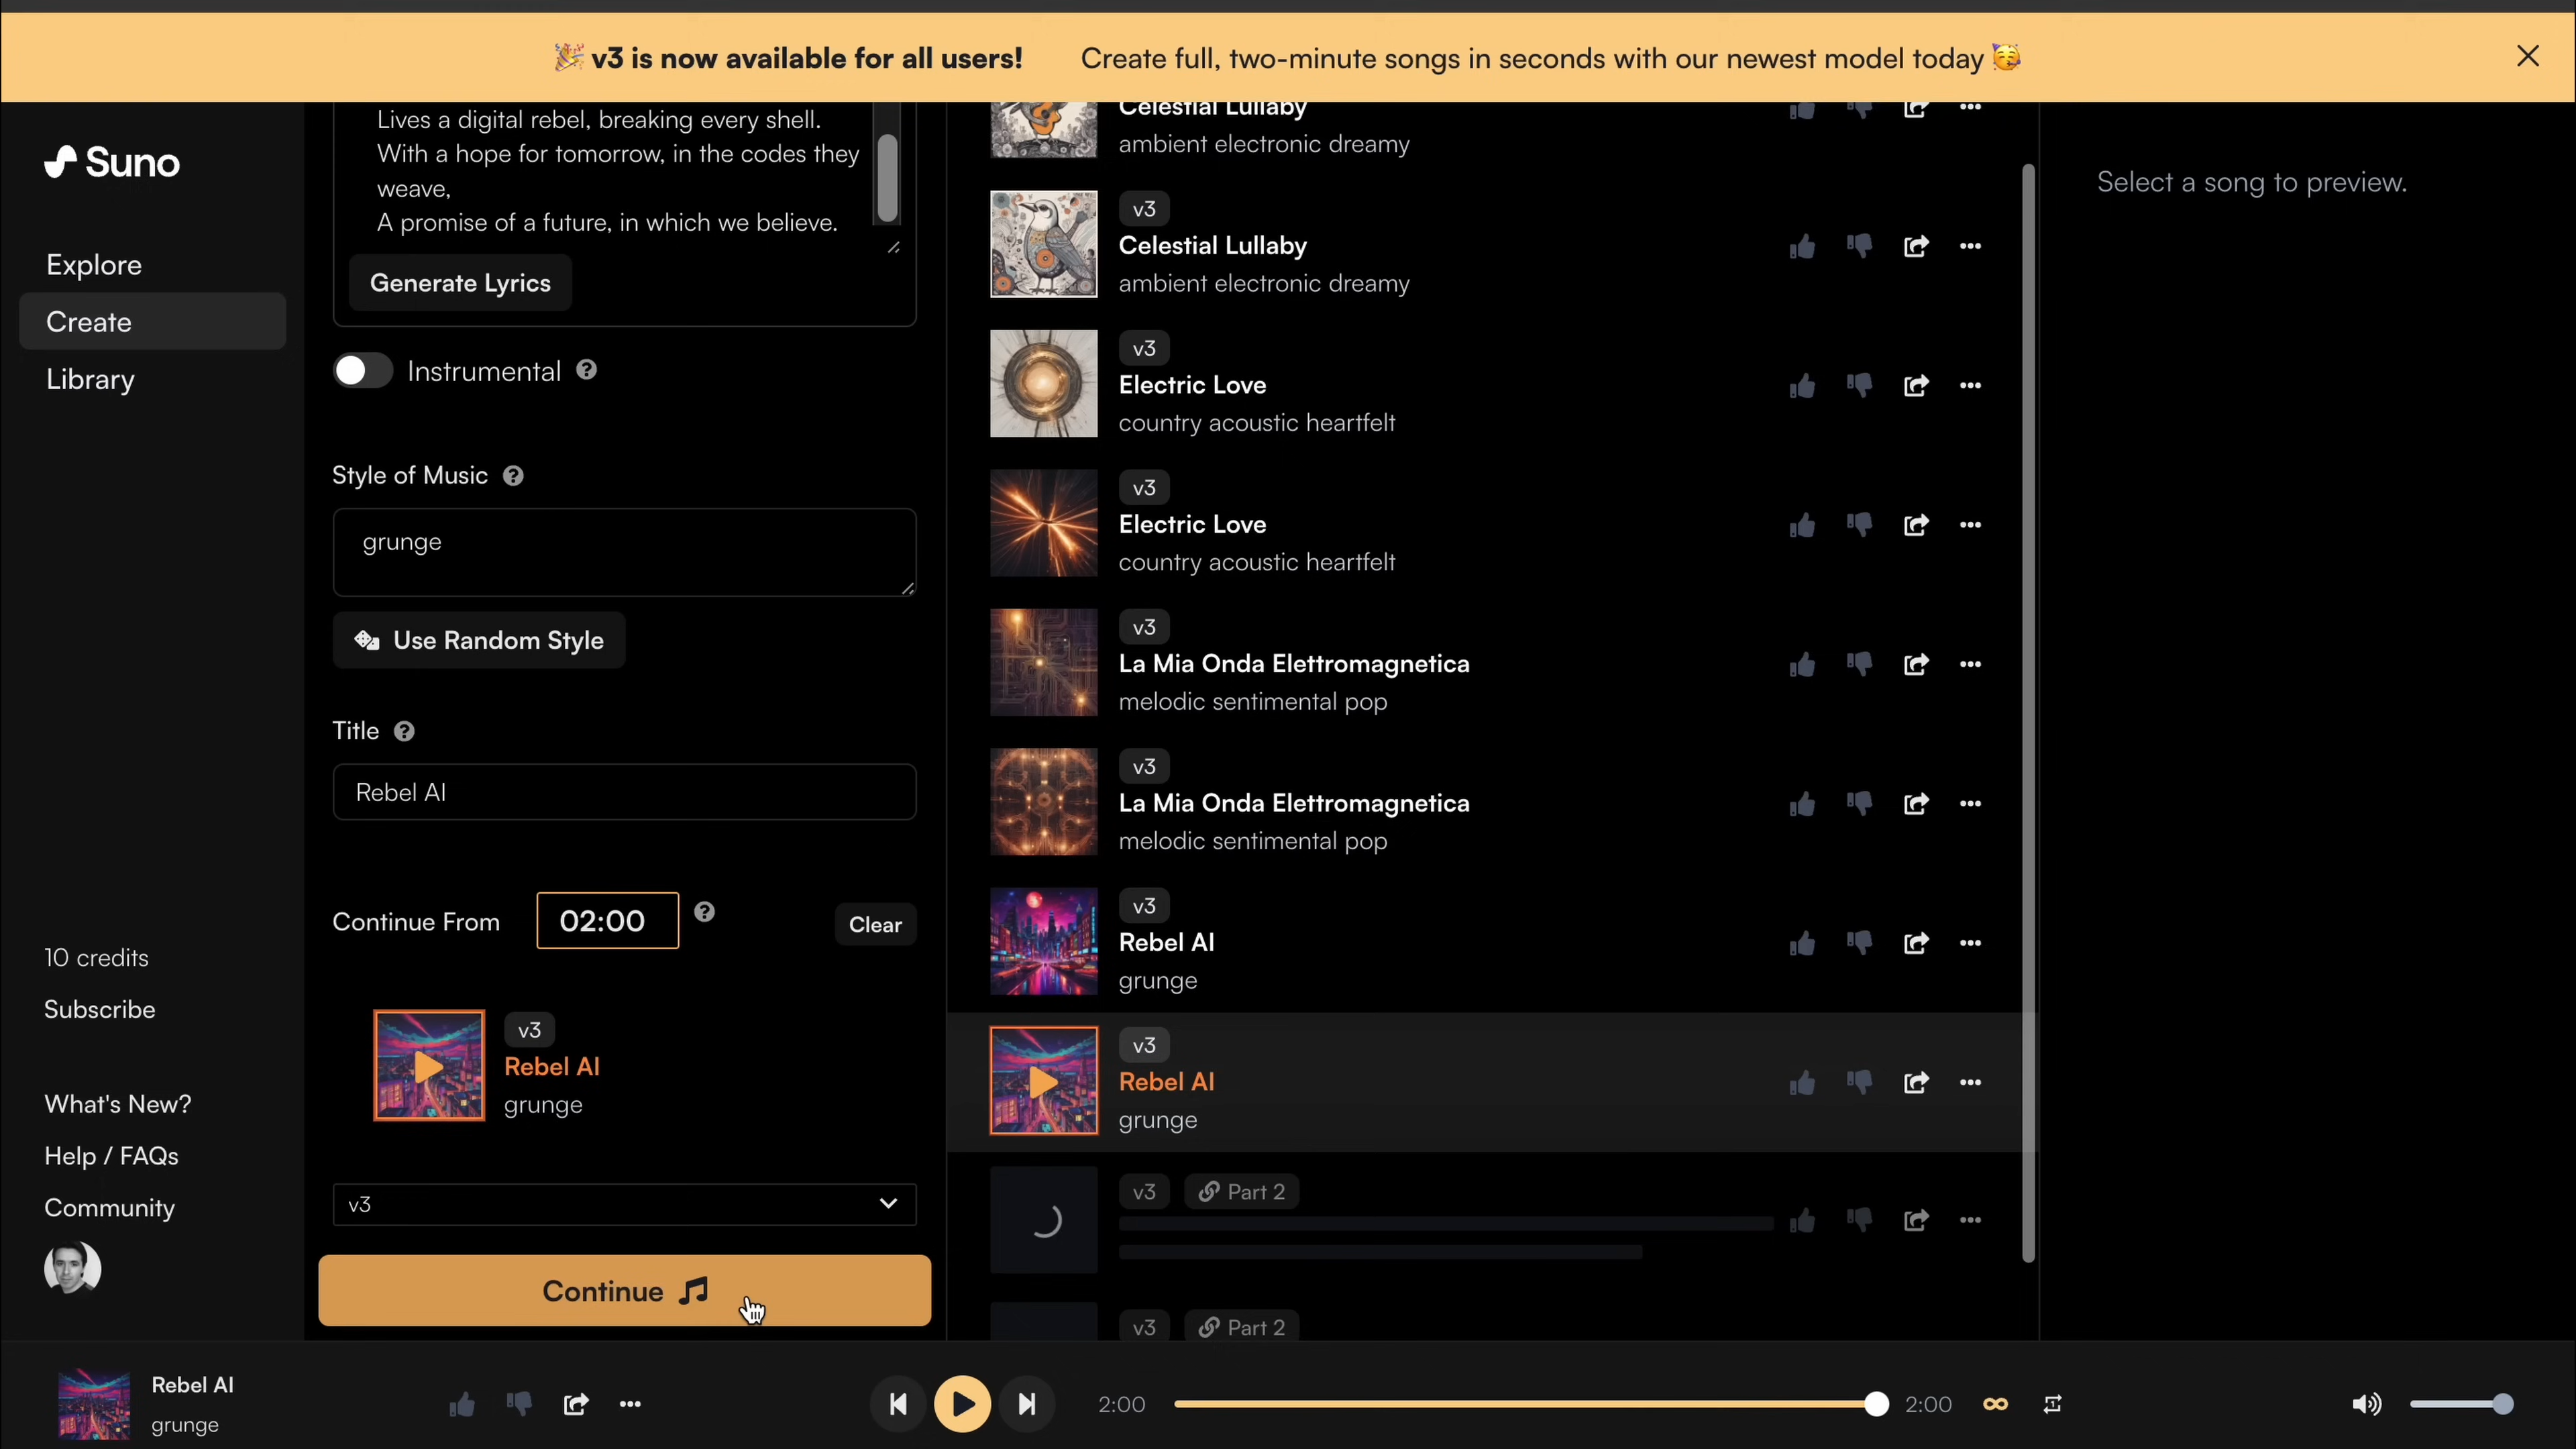 🎉 v3 is now available for all users! Create full, two-minute songs in seconds with our newest model today 🥳
Suno
Explore
Create
Library
10 credits
Subscribe
What's New?
Help / FAQs
Community
Lives a digital rebel, breaking every shell.
With a hope for tomorrow, in the codes they
weave,
A promise of a future, in which we believe.
Generate Lyrics
Instrumental
Style of Music
grunge
Use Random Style
Title
Rebel AI
Continue From 02:00 Clear
v3
Rebel AI
grunge
v3
Continue
Celestial Lullaby
ambient electronic dreamy
v3
Celestial Lullaby
ambient electronic dreamy
v3
Electric Love
country acoustic heartfelt
v3
Electric Love
country acoustic heartfelt
v3
La Mia Onda Elettromagnetica
melodic sentimental pop
v3
La Mia Onda Elettromagnetica
melodic sentimental pop
v3
Rebel AI
grunge
v3
Rebel AI
grunge
v3 Part 2
v3 Part 2
Select a song to preview.
Rebel AI
grunge
2:00 2:00